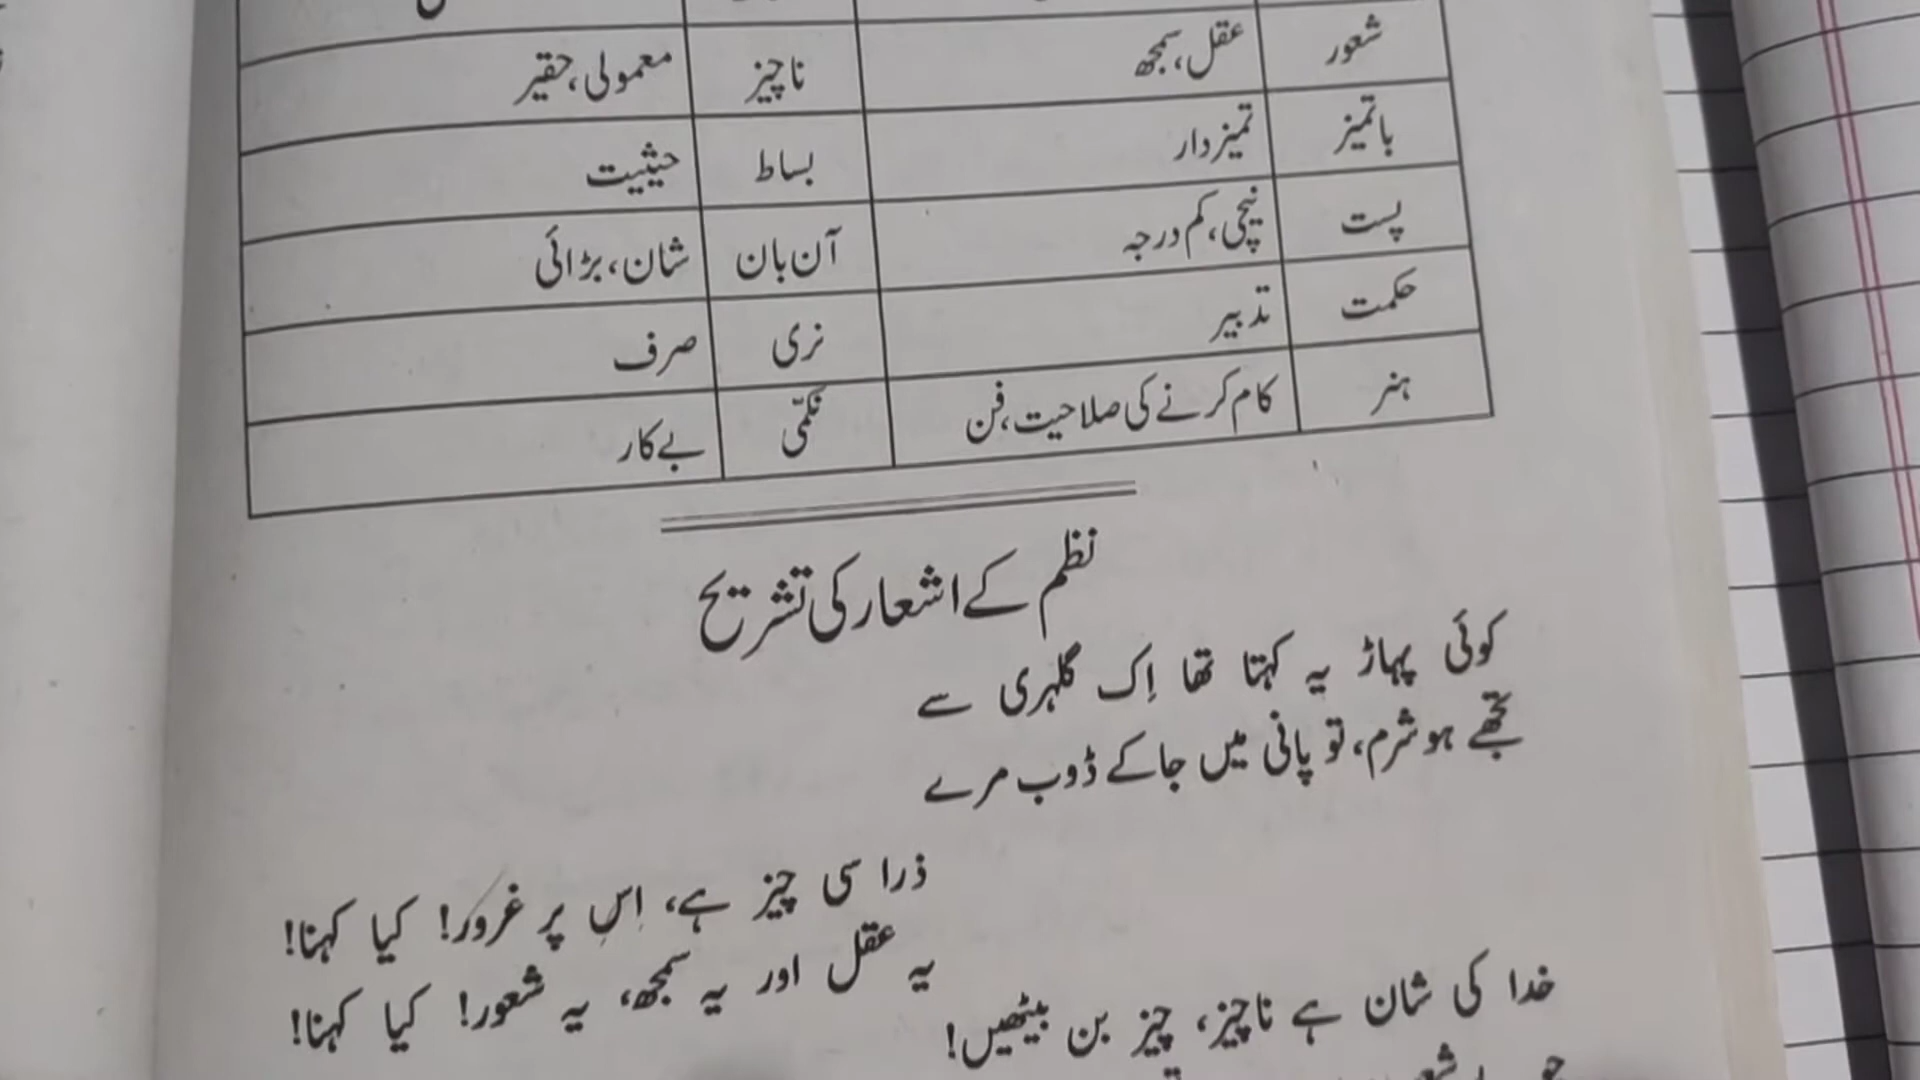 شعور عقل، سمجھ ناچیز معمولی، حقیر
باتمیز تمیزدار بساط حیثیت
پست نیچی، کم درجہ آن بان شان، بڑائی
حکمت تدبیر نری صرف
ہنر کام کرنے کی صلاحیت، فن نکمّی بے کار
نظم کے اشعار کی تشریح
کوئی پہاڑ یہ کہتا تھا اِک گلہری سے
تجھے ہو شرم، تو پانی میں جا کے ڈوب مرے
ذرا سی چیز ہے، اِس پر غرور! کیا کہنا!
یہ عقل اور یہ سمجھ، یہ شعور! کیا کہنا!
خدا کی شان ہے ناچیز، چیز بن بیٹھیں!